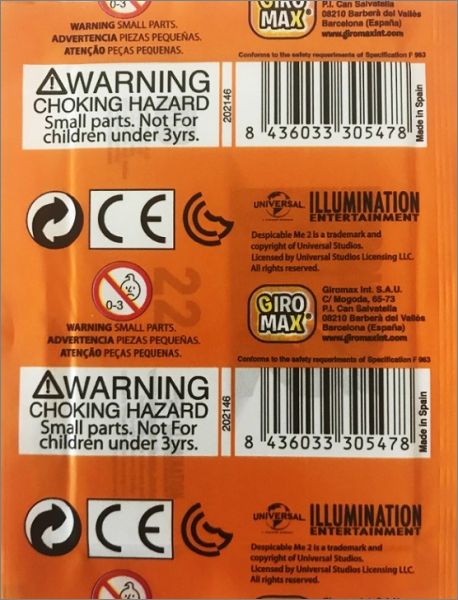 0-3
WARNING SMALL PARTS.
ADVERTENCIA PIEZAS PEQUEÑAS.
ATENÇÃO PEÇAS PEQUENAS.
GIRO
MAX
P.I. Can Salvatella
08210 Barberà del Vallès
Barcelona (España)
www.giromaxint.com
Conforms to the safety requeriments of Specification F 963
WARNING
CHOKING HAZARD
Small parts. Not For
children under 3yrs.
202146
8 436033 305478
Made in Spain
CE
UNIVERSAL
ILLUMINATION
ENTERTAINMENT
Despicable Me 2 is a trademark and
copyright of Universal Studios.
Licensed by Universal Studios Licensing LLC.
All rights reserved.
0-3
WARNING SMALL PARTS.
ADVERTENCIA PIEZAS PEQUEÑAS.
ATENÇÃO PEÇAS PEQUENAS.
22
GIRO
MAX
Giromax Int. S.A.U.
C/ Mogoda, 65-73
P.I. Can Salvatella
08210 Barberà del Vallès
Barcelona (España)
www.giromaxint.com
Conforms to the safety requeriments of Specification F 963
WARNING
CHOKING HAZARD
Small parts. Not For
children under 3yrs.
202146
8 436033 305478
Made in Spain
CE
UNIVERSAL
ILLUMINATION
ENTERTAINMENT
Despicable Me 2 is a trademark and
copyright of Universal Studios.
Licensed by Universal Studios Licensing LLC.
All rights reserved.
Giromax Int. S.A.U.